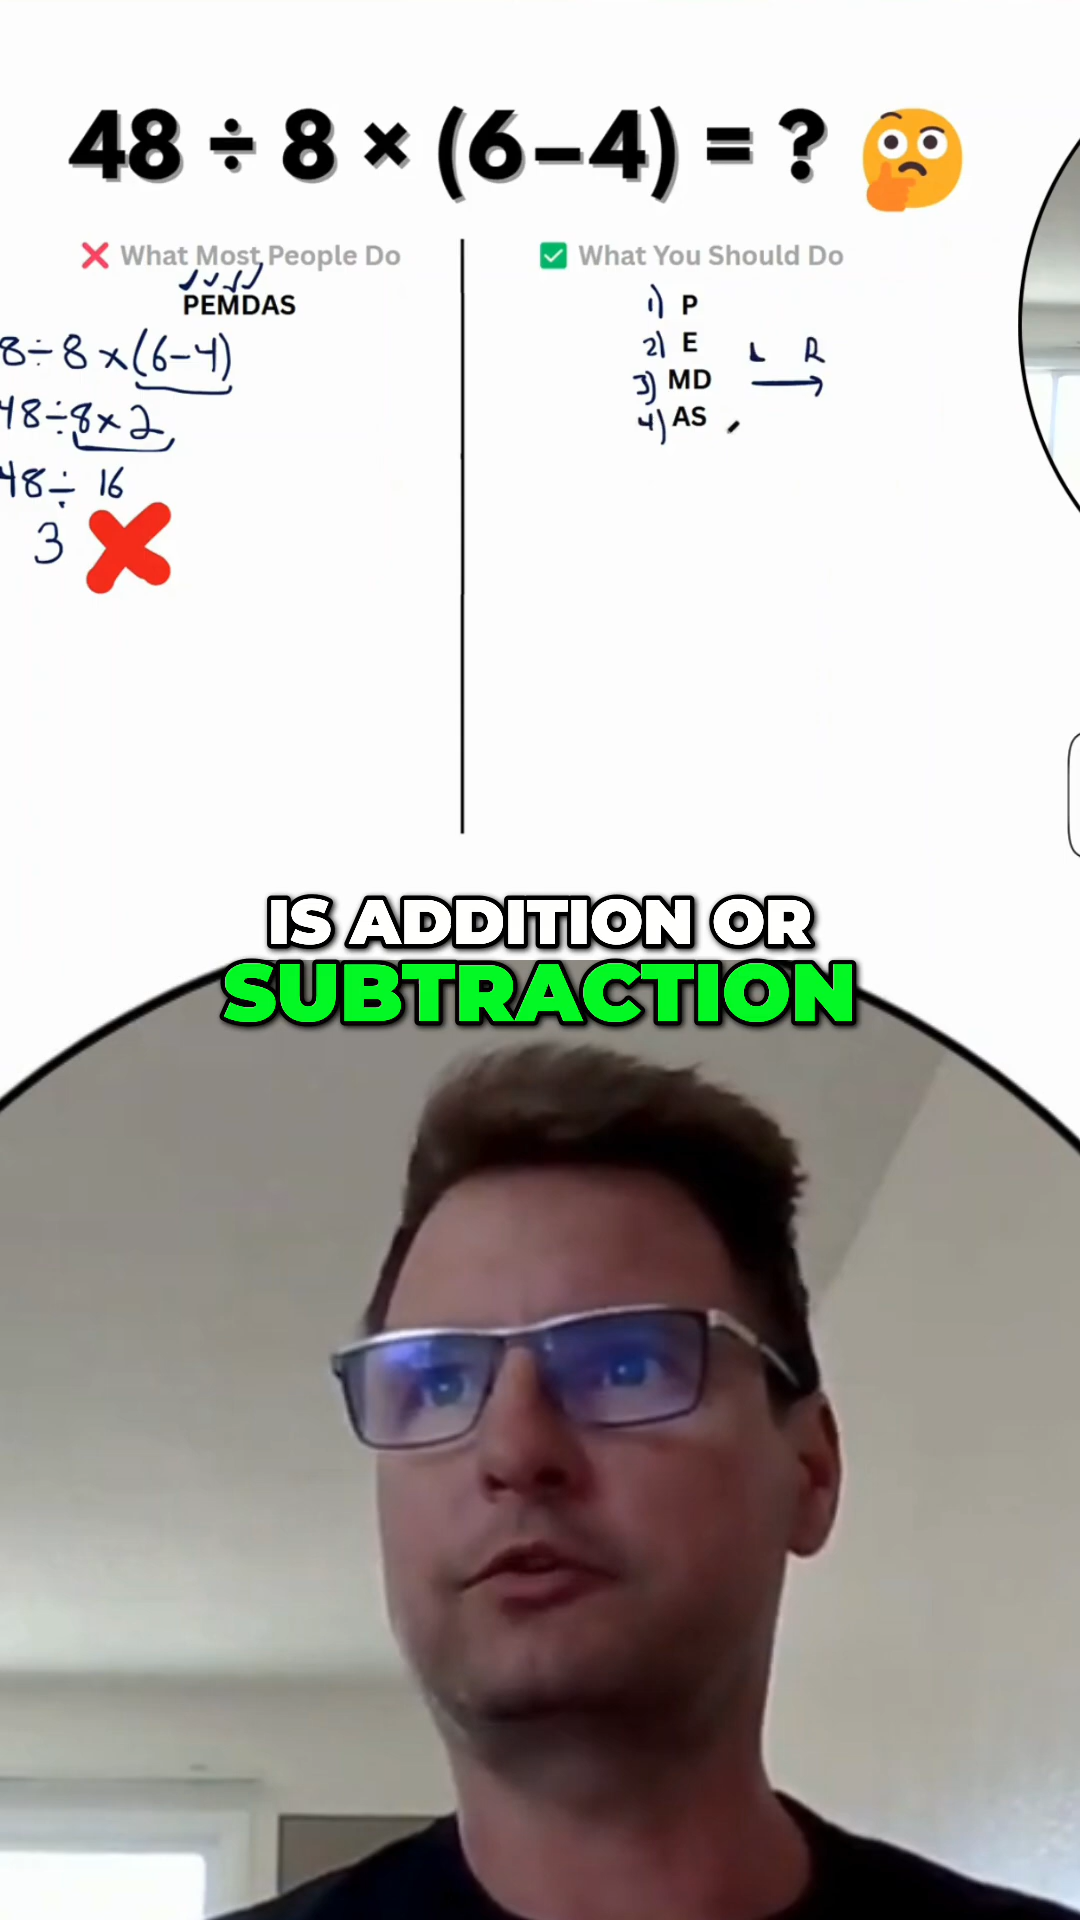 48 ÷ 8 × (6–4) = ? 🤔
❌ What Most People Do
PEMDAS
8÷8×(6-4)
48÷8×2
48÷16
3
✅ What You Should Do
1) P
2) E
L R
3) MD
4) AS
IS ADDITION OR
SUBTRACTION